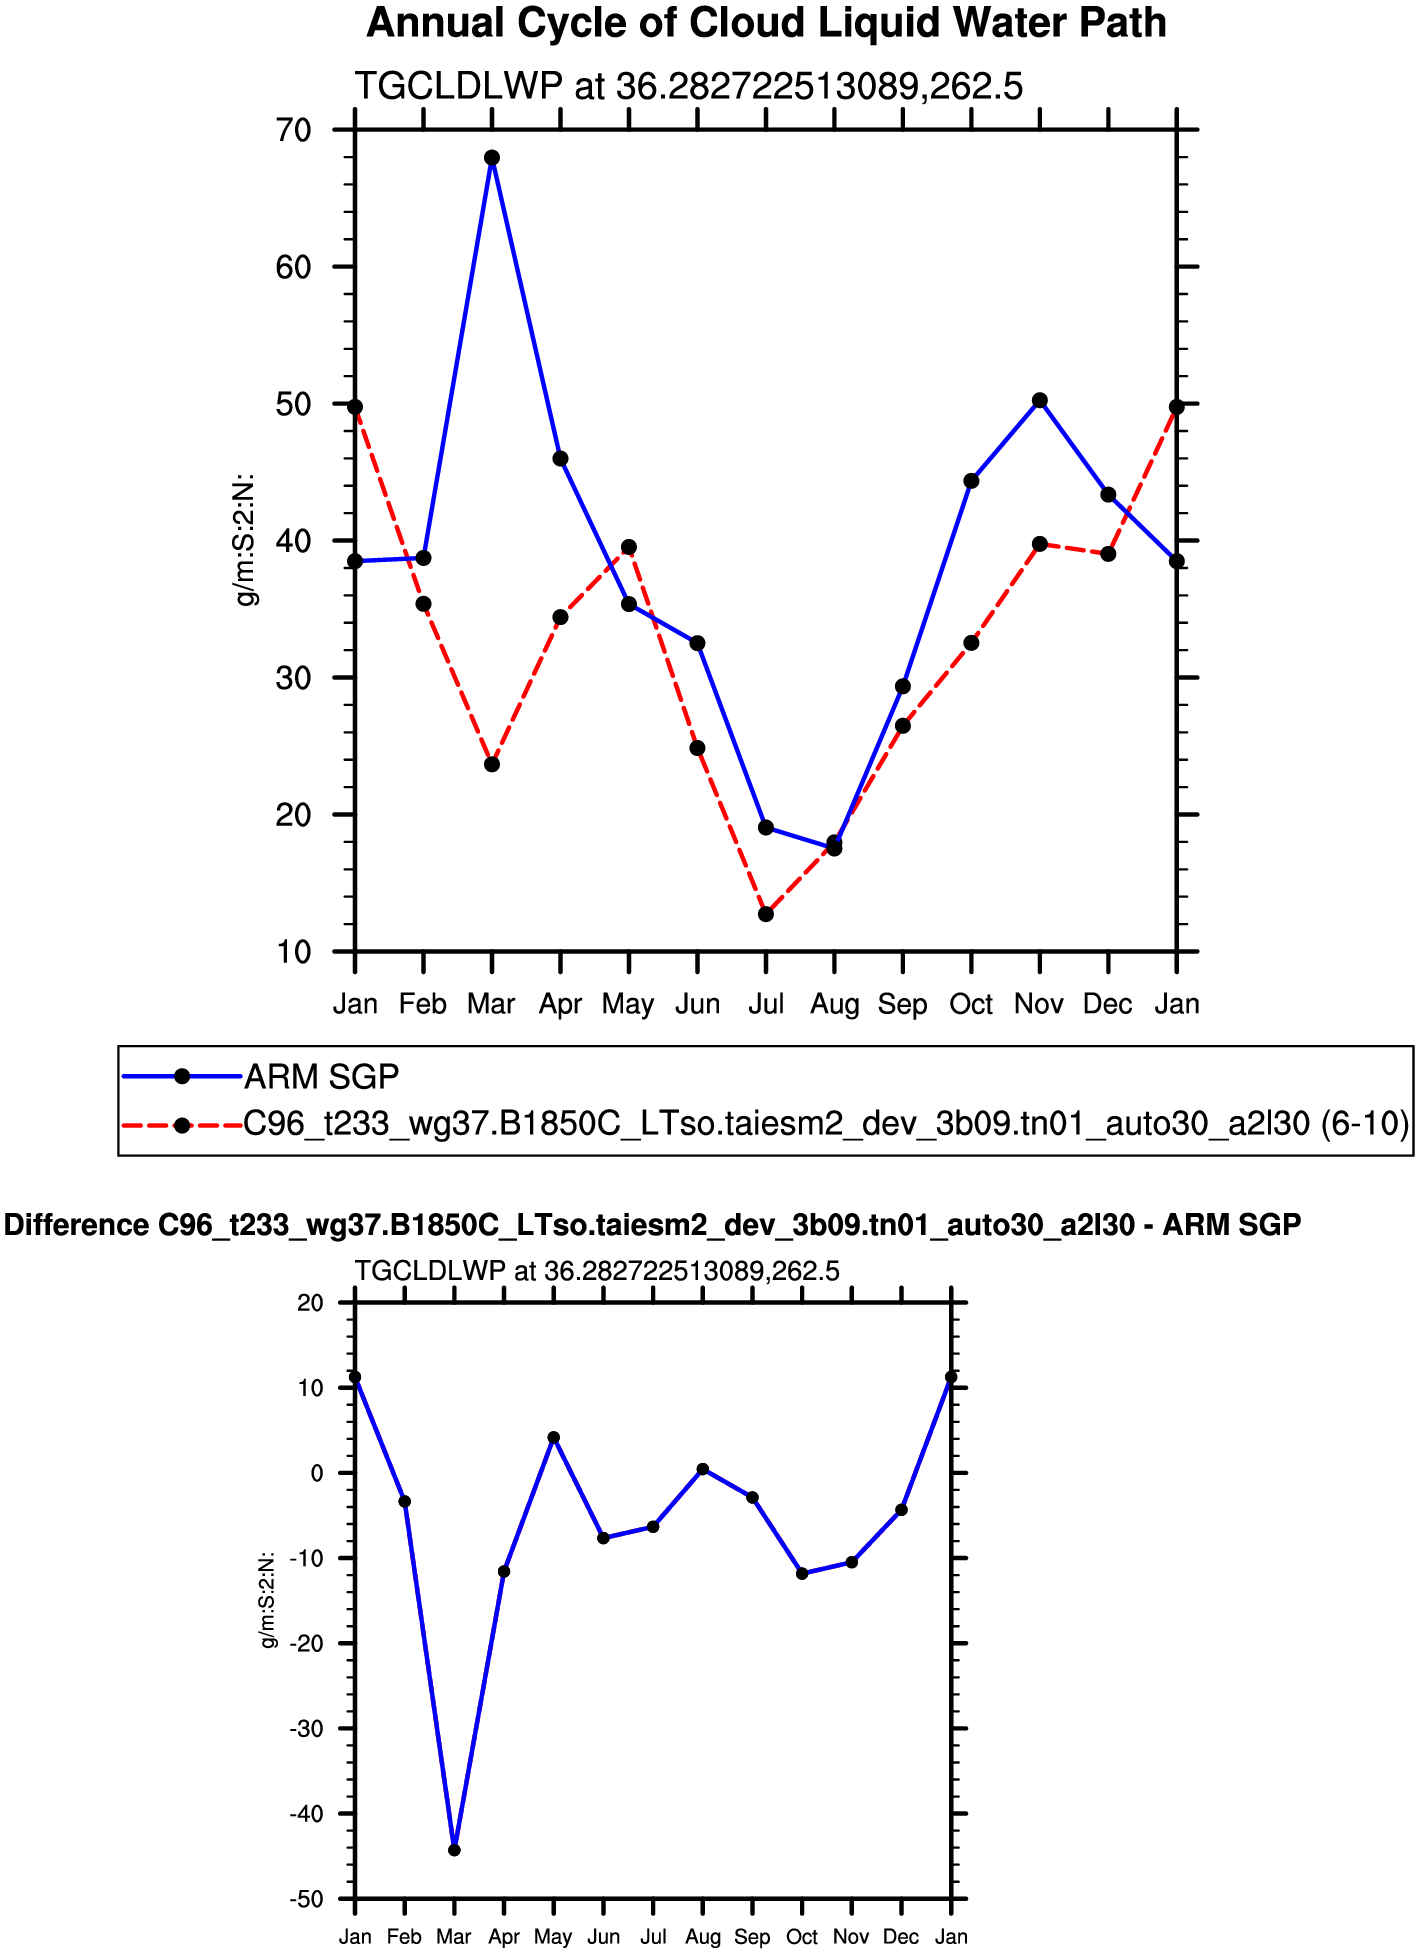 Annual Cycle of Cloud Liquid Water Path
TGCLDLWP at 36.282722513089,262.5
70
60
50
40
30
20
10
g/m:S:2:N:
Jan Feb Mar Apr May Jun Jul Aug Sep Oct Nov Dec Jan
ARM SGP
C96_t233_wg37.B1850C_LTso.taiesm2_dev_3b09.tn01_auto30_a2l30 (6-10)
Difference C96_t233_wg37.B1850C_LTso.taiesm2_dev_3b09.tn01_auto30_a2l30 - ARM SGP
TGCLDLWP at 36.282722513089,262.5
20
10
0
-10
-20
-30
-40
-50
g/m:S:2:N:
Jan Feb Mar Apr May Jun Jul Aug Sep Oct Nov Dec Jan